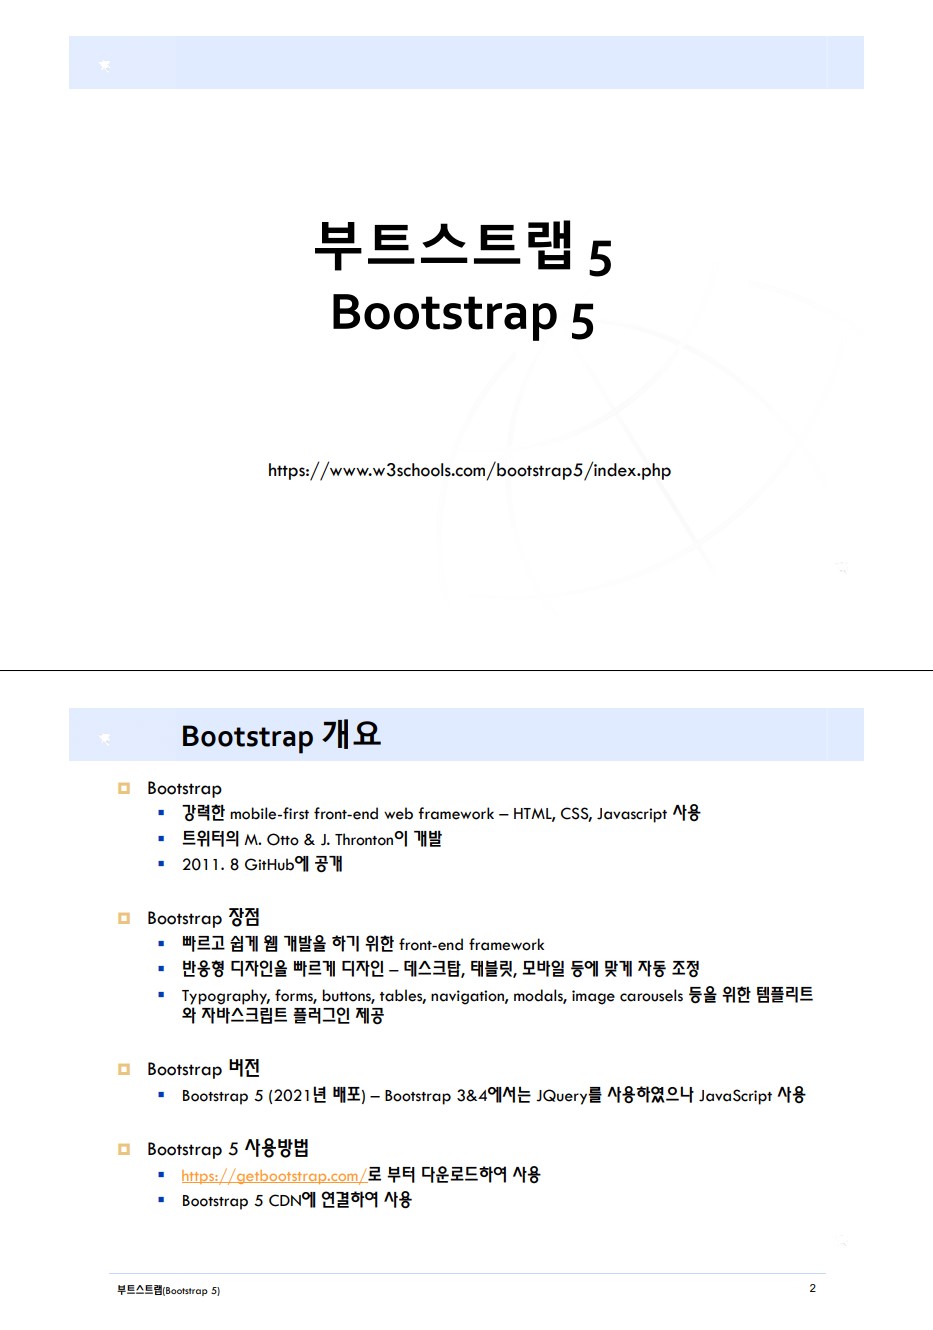 부트스트랩 5
Bootstrap 5
https://www.w3schools.com/bootstrap5/index.php
Bootstrap 개요
Bootstrap
강력한 mobile-first front-end web framework – HTML, CSS, Javascript 사용
트위터의 M. Otto & J. Thronton이 개발
2011. 8 GitHub에 공개
Bootstrap 장점
빠르고 쉽게 웹 개발을 하기 위한 front-end framework
반응형 디자인을 빠르게 디자인 – 데스크탑, 태블릿, 모바일 등에 맞게 자동 조정
Typography, forms, buttons, tables, navigation, modals, image carousels 등을 위한 템플리트
와 자바스크립트 플러그인 제공
Bootstrap 버전
Bootstrap 5 (2021년 배포) – Bootstrap 3&4에서는 JQuery를 사용하였으나 JavaScript 사용
Bootstrap 5 사용방법
https://getbootstrap.com/로 부터 다운로드하여 사용
Bootstrap 5 CDN에 연결하여 사용
부트스트랩(Bootstrap 5)
2